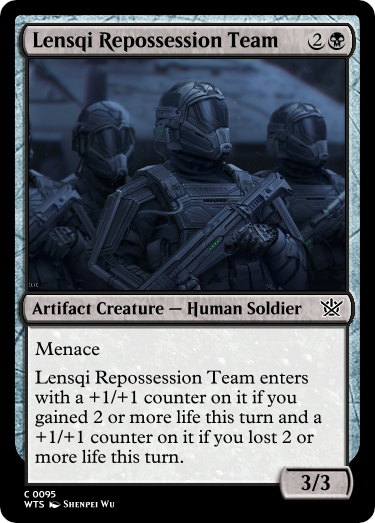 Lensqi Repossession Team 2
Artifact Creature — Human Soldier
Menace
Lensqi Repossession Team enters
with a +1/+1 counter on it if you
gained 2 or more life this turn and a
+1/+1 counter on it if you lost 2 or
more life this turn.
3/3
C 0095
WTS Shenpei Wu